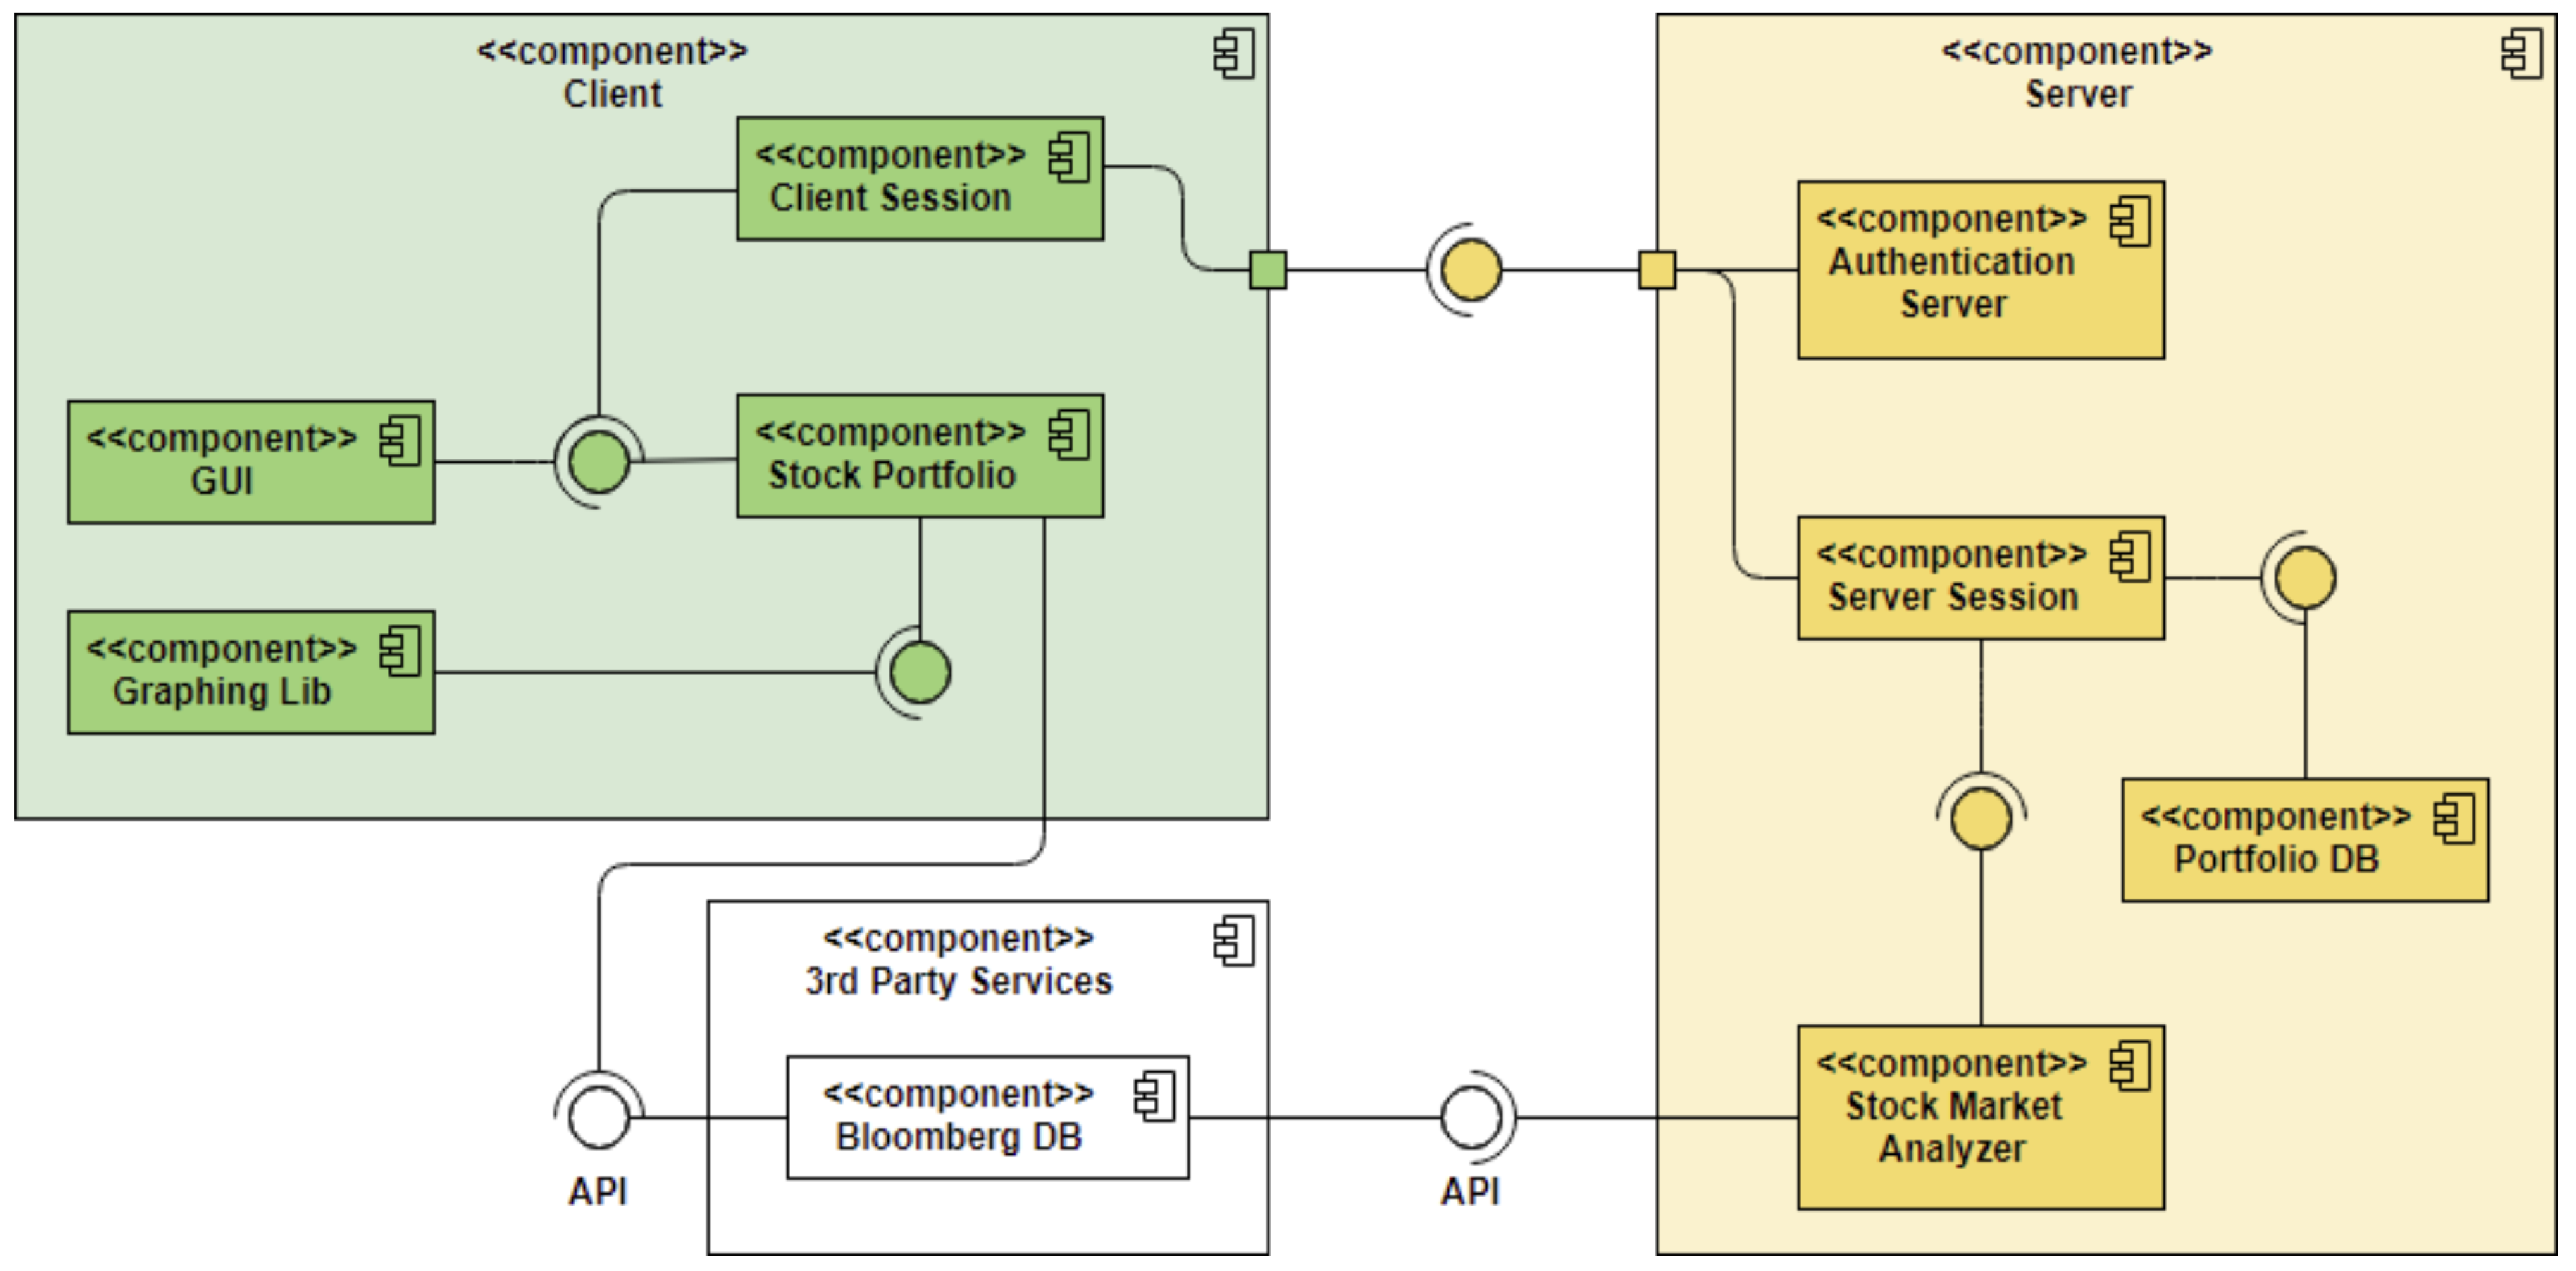 <<component>>
Client
<<component>>
Client Session
<<component>>
GUI
<<component>>
Stock Portfolio
<<component>>
Graphing Lib
<<component>>
3rd Party Services
<<component>>
Bloomberg DB
API
API
<<component>>
Server
<<component>>
Authentication
Server
<<component>>
Server Session
<<component>>
Portfolio DB
<<component>>
Stock Market
Analyzer